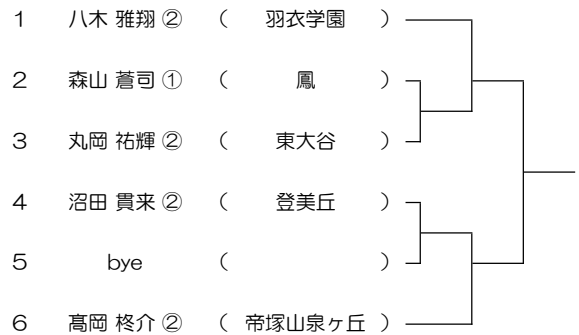 1 八木 雅翔 ② ( 羽衣学園 )
2 森山 蒼司 ① ( 鳳 )
3 丸岡 祐輝 ② ( 東大谷 )
4 沼田 貫来 ② ( 登美丘 )
5 bye ( )
6 髙岡 柊介 ② ( 帝塚山泉ヶ丘 )